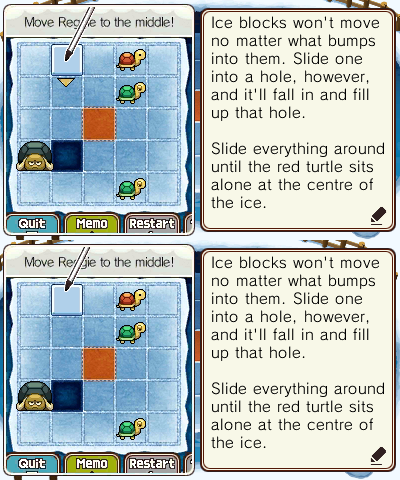 Move Reggie to the middle!
Ice blocks won't move
no matter what bumps
into them. Slide one
into a hole, however,
and it'll fall in and fill
up that hole.
Slide everything around
until the red turtle sits
alone at the centre of
the ice.
Quit
Memo
Restart
Move Reggie to the middle!
Ice blocks won't move
no matter what bumps
into them. Slide one
into a hole, however,
and it'll fall in and fill
up that hole.
Slide everything around
until the red turtle sits
alone at the centre of
the ice.
Quit
Memo
Restart